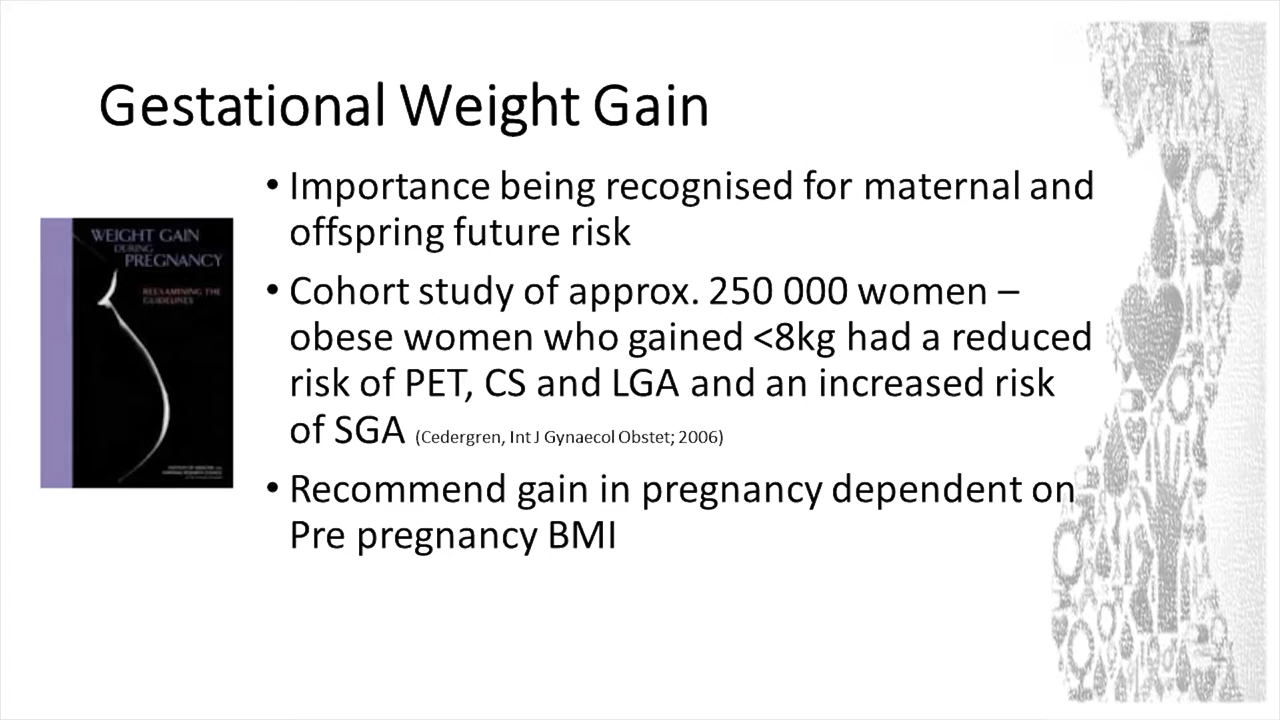 Gestational Weight Gain
WEIGHT GAIN
DURING
PREGNANCY
REEXAMINING THE
GUIDELINES
• Importance being recognised for maternal and
offspring future risk
• Cohort study of approx. 250 000 women –
obese women who gained <8kg had a reduced
risk of PET, CS and LGA and an increased risk
of SGA (Cedergren, Int J Gynaecol Obstet; 2006)
• Recommend gain in pregnancy dependent on
Pre pregnancy BMI